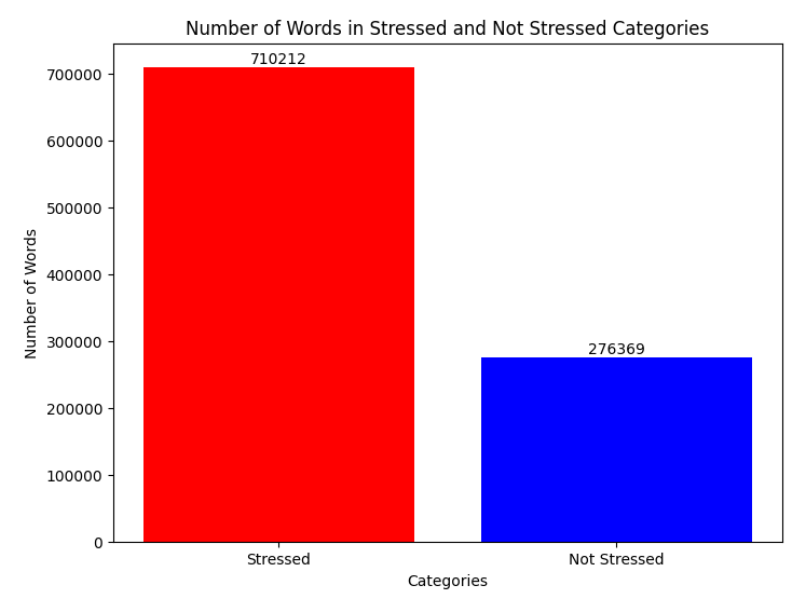 Number of Words in Stressed and Not Stressed Categories
710212
700000
600000
500000
400000
300000
200000
100000
0
276369
Number of Words
Stressed
Not Stressed
Categories